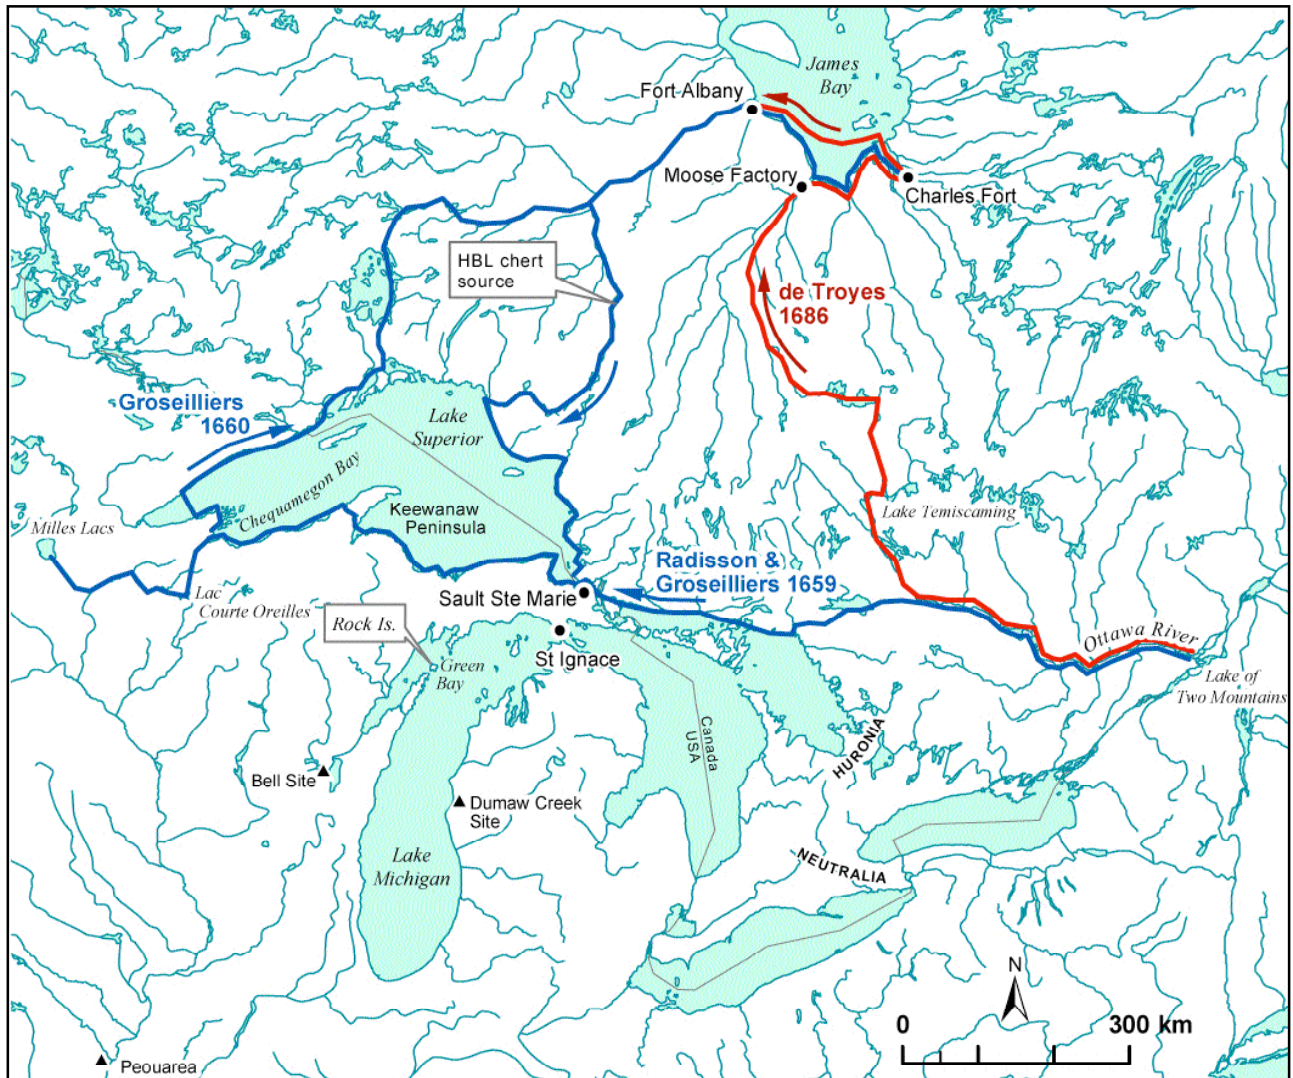 James
Bay
Fort Albany
Moose Factory
Charles Fort
HBL chert
source
de Troyes
1686
Groseilliers
1660
Lake
Superior
Chequamegon Bay
Keewanaw
Peninsula
Milles Lacs
Lake Temiscaming
Radisson &
Groseilliers 1659
Lac
Courte Oreilles
Sault Ste Marie
Rock Is.
St Ignace
Green
Bay
Ottawa River
Lake of
Two Mountains
Canada
USA
HURONIA
Bell Site
Dumaw Creek
Site
Lake
Michigan
NEUTRALIA
N
0
300 km
Peouarea